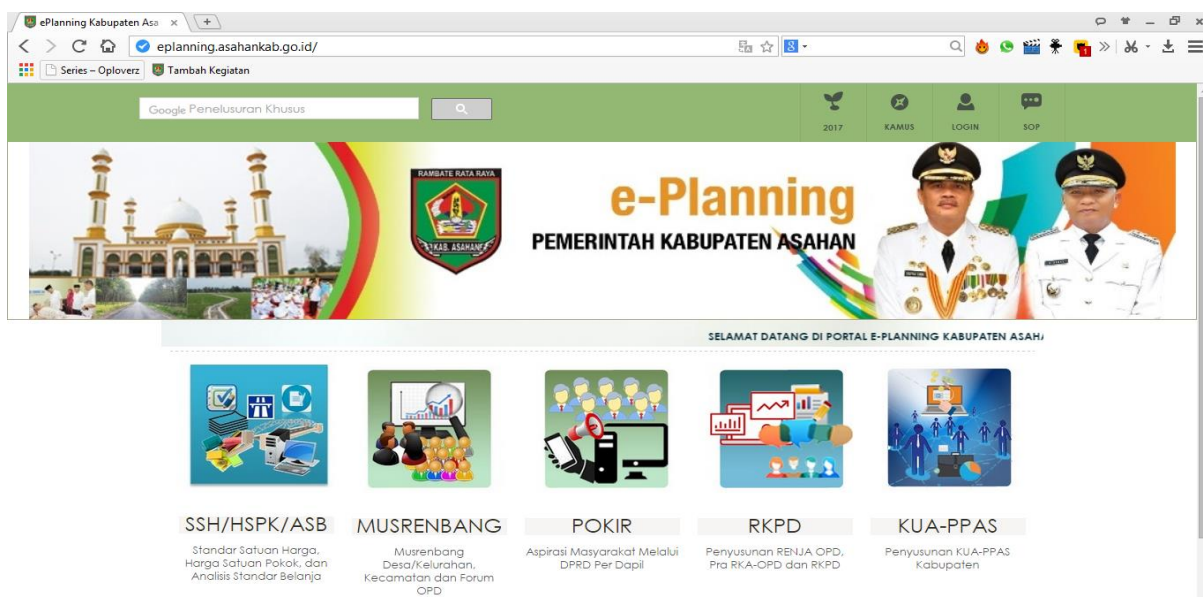 ePlanning Kabupaten Asa
eplanning.asahankab.go.id/
Series – Oploverz
Tambah Kegiatan
Google Penelusuran Khusus
2017
KAMUS
LOGIN
SOP
RAMBATE RATA RAYA
KAB. ASAHAN
e-Planning
PEMERINTAH KABUPATEN ASAHAN
SELAMAT DATANG DI PORTAL E-PLANNING KABUPATEN ASAHA
SSH/HSPK/ASB
Standar Satuan Harga,
Harga Satuan Pokok, dan
Analisis Standar Belanja
MUSRENBANG
Musrenbang
Desa/Kelurahan,
Kecamatan dan Forum
OPD
POKIR
Aspirasi Masyarakat Melalui
DPRD Per Dapil
RKPD
Penyusunan RENJA OPD,
Pra RKA-OPD dan RKPD
KUA-PPAS
Penyusunan KUA-PPAS
Kabupaten